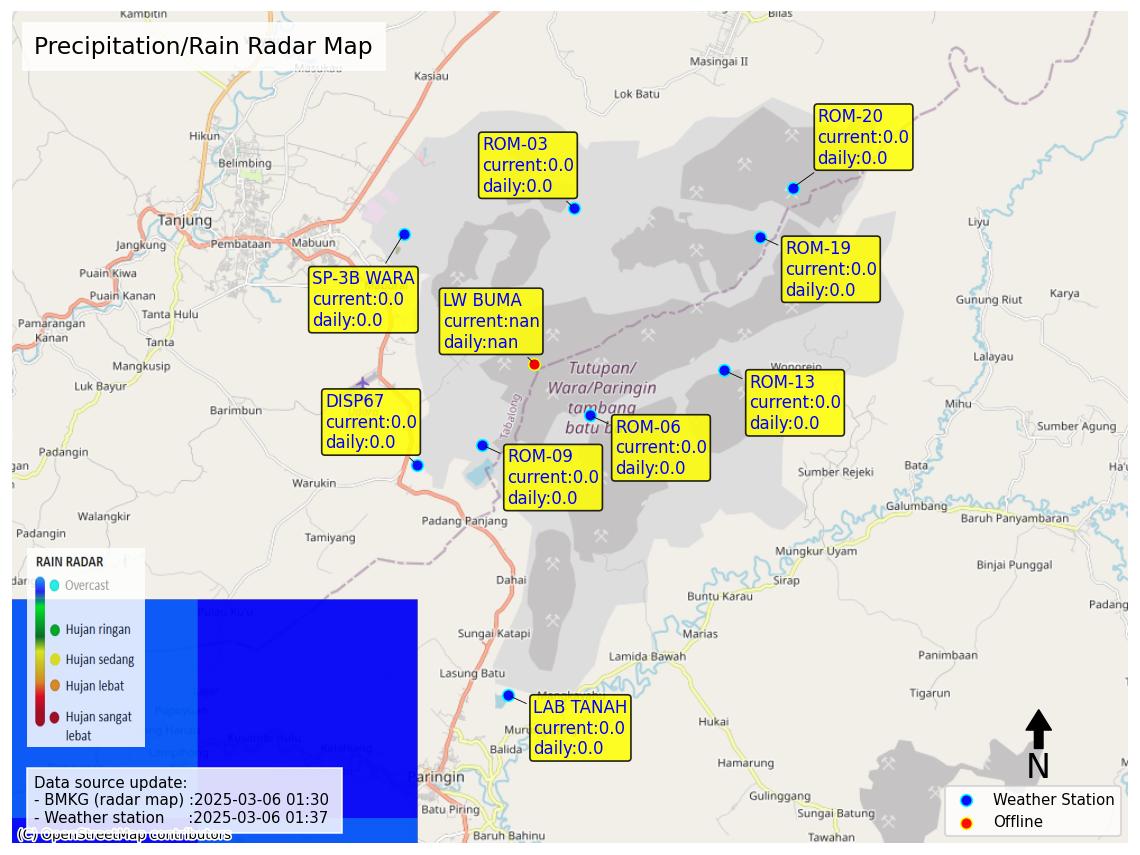 Kambitin
Bilas
Precipitation/Rain Radar Map
Masukau
Kasiau
Masingai II
Lok Batu
ROM-20
current:0.0
daily:0.0
ROM-03
current:0.0
daily:0.0
Hikun
Belimbing
Tanjung
Jangkung
Pembataan
Mabuun
Liyu
ROM-19
current:0.0
daily:0.0
SP-3B WARA
current:0.0
daily:0.0
Puain Kiwa
Puain Kanan
Tanta Hulu
LW BUMA
current:nan
daily:nan
Gunung Riut
Karya
Pamarangan
Kanan
Tanta
Mangkusip
Luk Bayur
Barimbun
Tutupan/
Wara/Paringin
tambang
batu b
Tabalong
Wonorejo
Lalayau
ROM-13
current:0.0
daily:0.0
DISP67
current:0.0
daily:0.0
Mihu
Sumber Agung
ROM-06
current:0.0
daily:0.0
ROM-09
current:0.0
daily:0.0
gan
Warukin
Sumber Rejeki
Bata
Ha'u
Galumbang
Walangkir
Padangin
Tamiyang
Padang Panjang
Baruh Panyambaran
Mungkur Uyam
Binjai Punggal
Sirap
Dahai
Buntu Karau
Padang
RAIN RADAR
Overcast
Hujan ringan
Hujan sedang
Hujan lebat
Hujan sangat
lebat
Sungai Katapi
Marias
Lamida Bawah
Panimbaan
Lasung Batu
Tigarun
LAB TANAH
current:0.0
daily:0.0
Muru
Balida
Hukai
Hamarung
N
Paringin
Batu Piring
Baruh Bahinu
Gulinggang
Sungai Batung
Tawahan
M
Data source update:
- BMKG (radar map) :2025-03-06 01:30
- Weather station :2025-03-06 01:37
(C) OpenStreetMap contributors
Weather Station
Offline